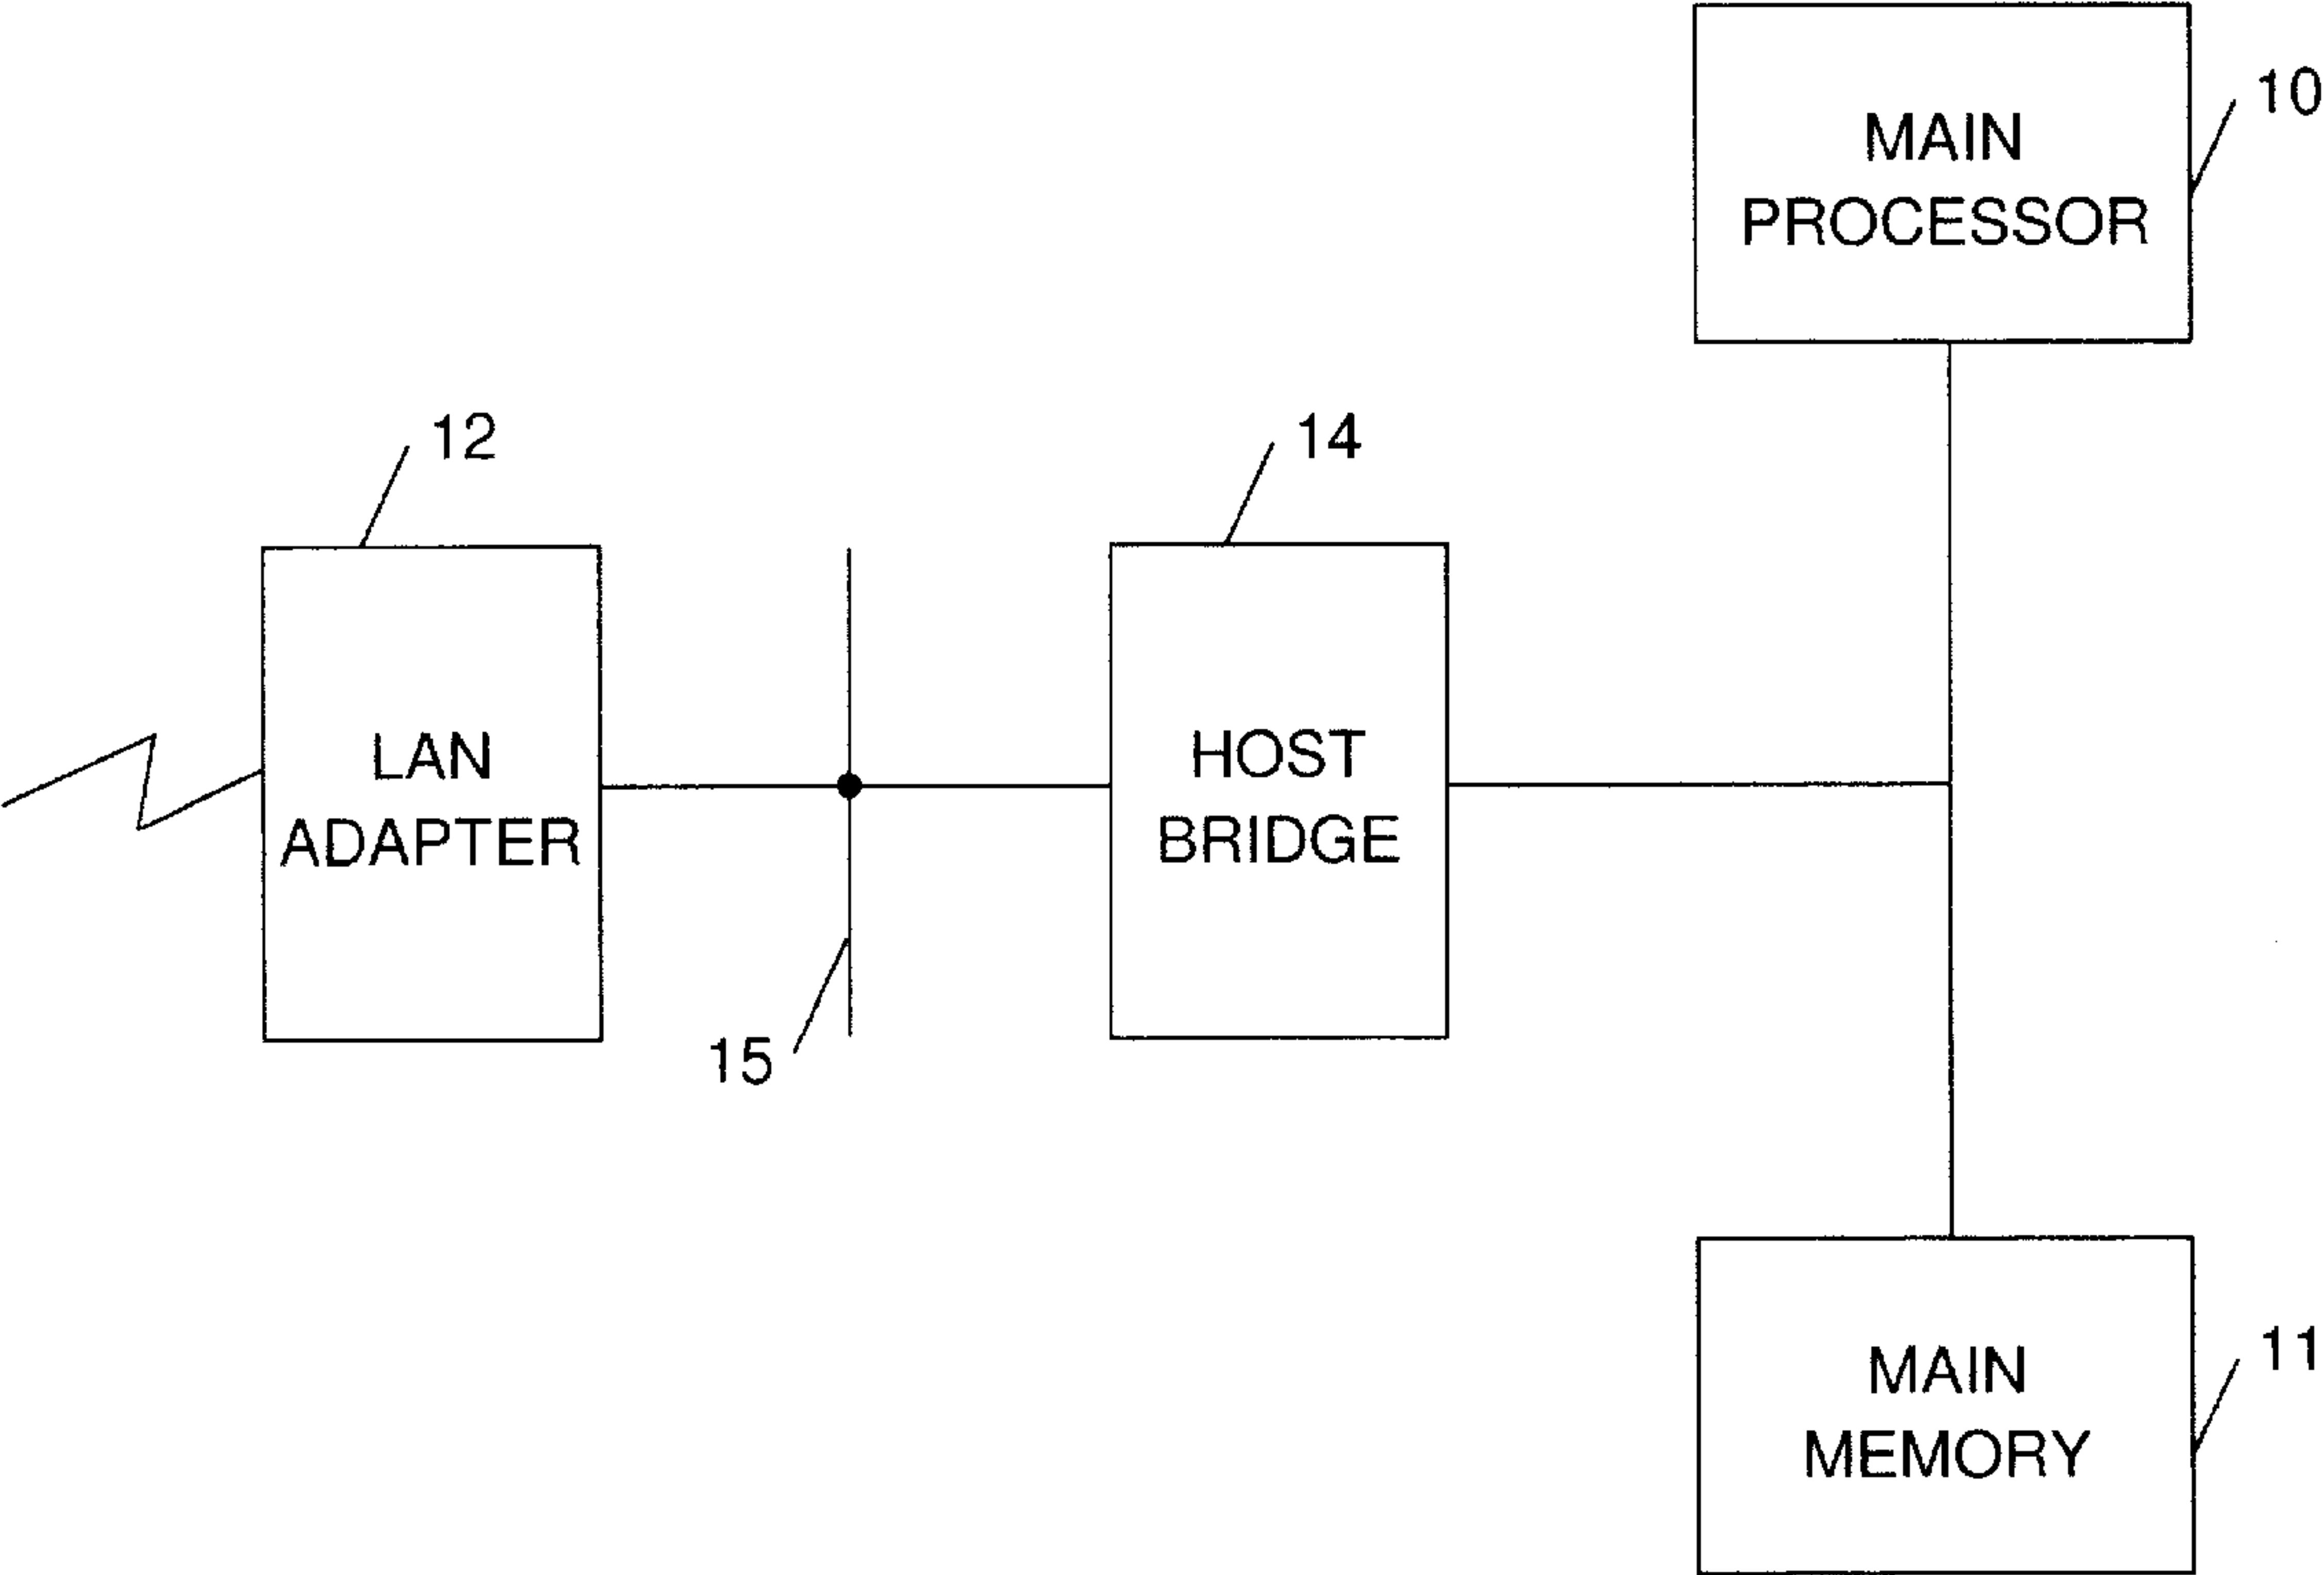 10
MAIN
PROCESSOR
12
14
LAN
ADAPTER
HOST
BRIDGE
15
11
MAIN
MEMORY